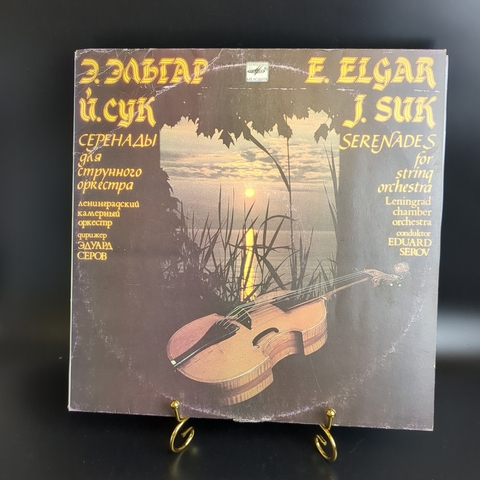 Э. ЭЛЬГАР
Й. СУК
СЕРЕНАДЫ
для
струнного
оркестра
ленинградский
камерный
оркестр
дирижер
ЭДУАРД
СЕРОВ
E. ELGAR
J. SUK
SERENADES
for
string
orchestra
Leningrad
chamber
orchestra
conduktor
EDUARD
SEROV